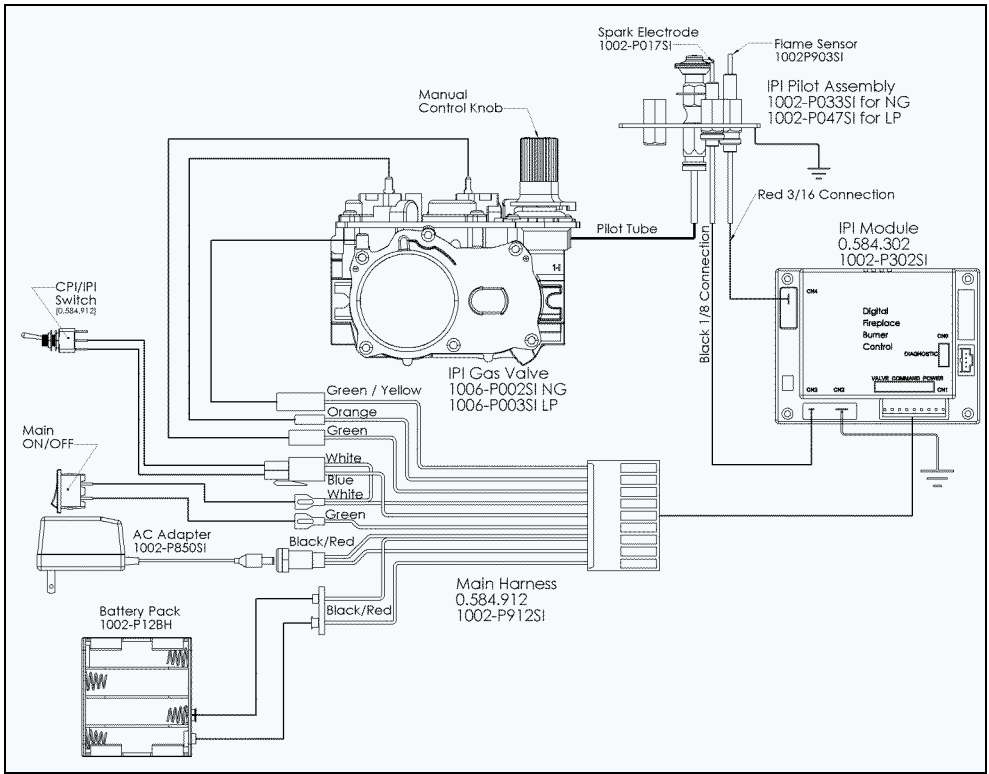 Spark Electrode
1002-P017SI
Flame Sensor
1002P903SI
IPI Pilot Assembly
1002-P033SI for NG
1002-P047SI for LP
Manual
Control Knob
Red 3/16 Connection
Pilot Tube
Black 1/8 Connection
IPI Module
0.584.302
1002-P302SI
CN4
Digital
Fireplace
Burner
Control
CN6
DIAGNOSTIC
VALVE COMMAND POWER
CN3
CN2
CN1
CPI/IPI
Switch
(0.584.912)
IPI Gas Valve
1006-P002SI NG
1006-P003SI LP
Green / Yellow
Orange
Green
White
Blue
White
Green
Black/Red
Main
ON/OFF
AC Adapter
1002-P850SI
Main Harness
0.584.912
1002-P912SI
Black/Red
Battery Pack
1002-P12BH